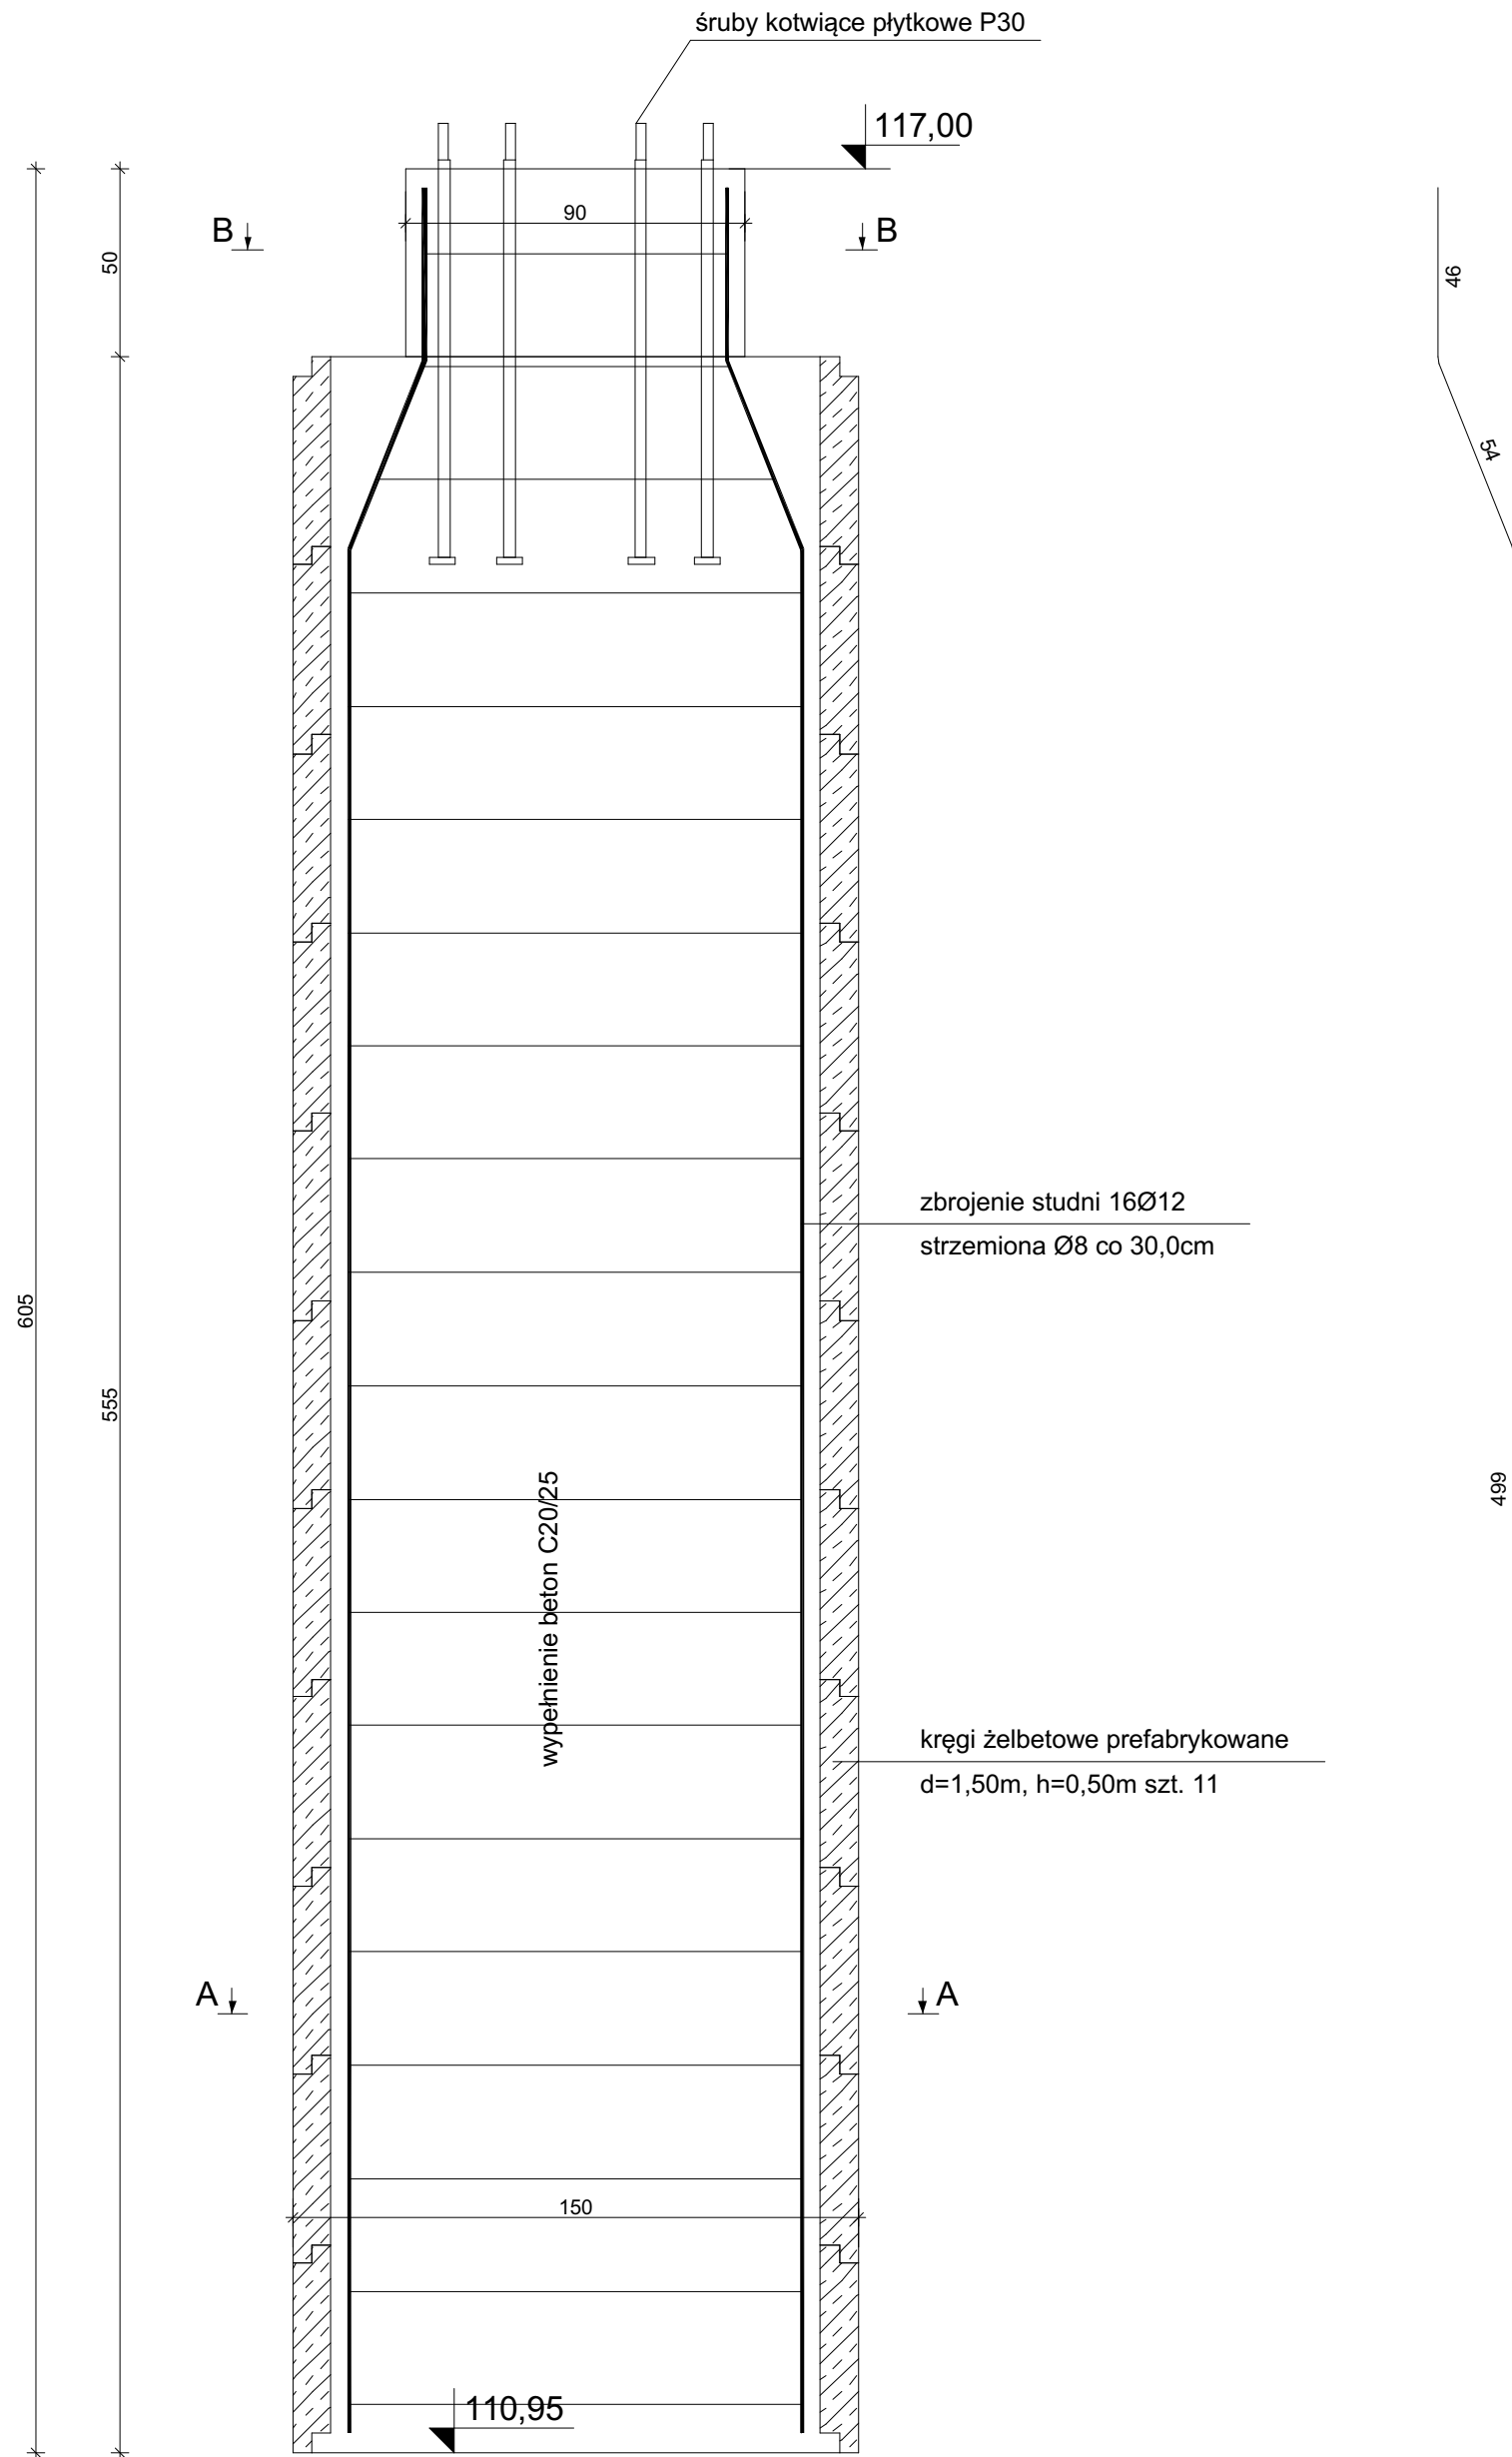 śruby kotwiące płytkowe P30
117,00
90
B
B
50
46
54
zbrojenie studni 16Ø12
strzemiona Ø8 co 30,0cm
605
555
499
wypełnienie beton C20/25
kręgi żelbetowe prefabrykowane
d=1,50m, h=0,50m szt. 11
A
A
150
110,95